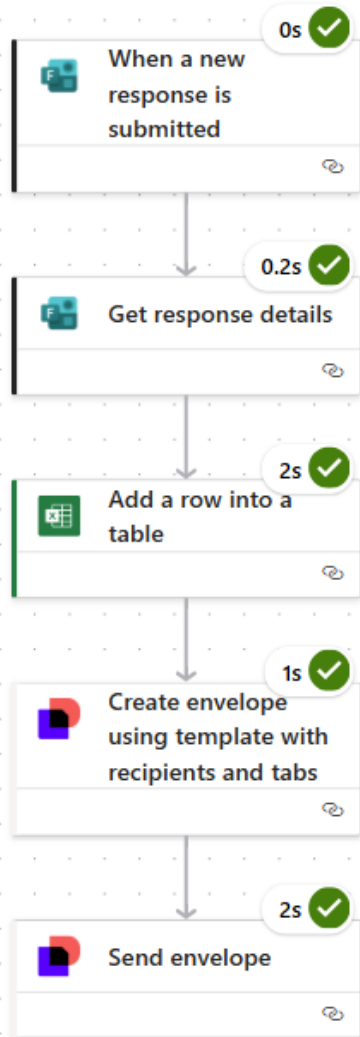 0s
When a new
response is
submitted
0.2s
Get response details
2s
Add a row into a
table
1s
Create envelope
using template with
recipients and tabs
2s
Send envelope